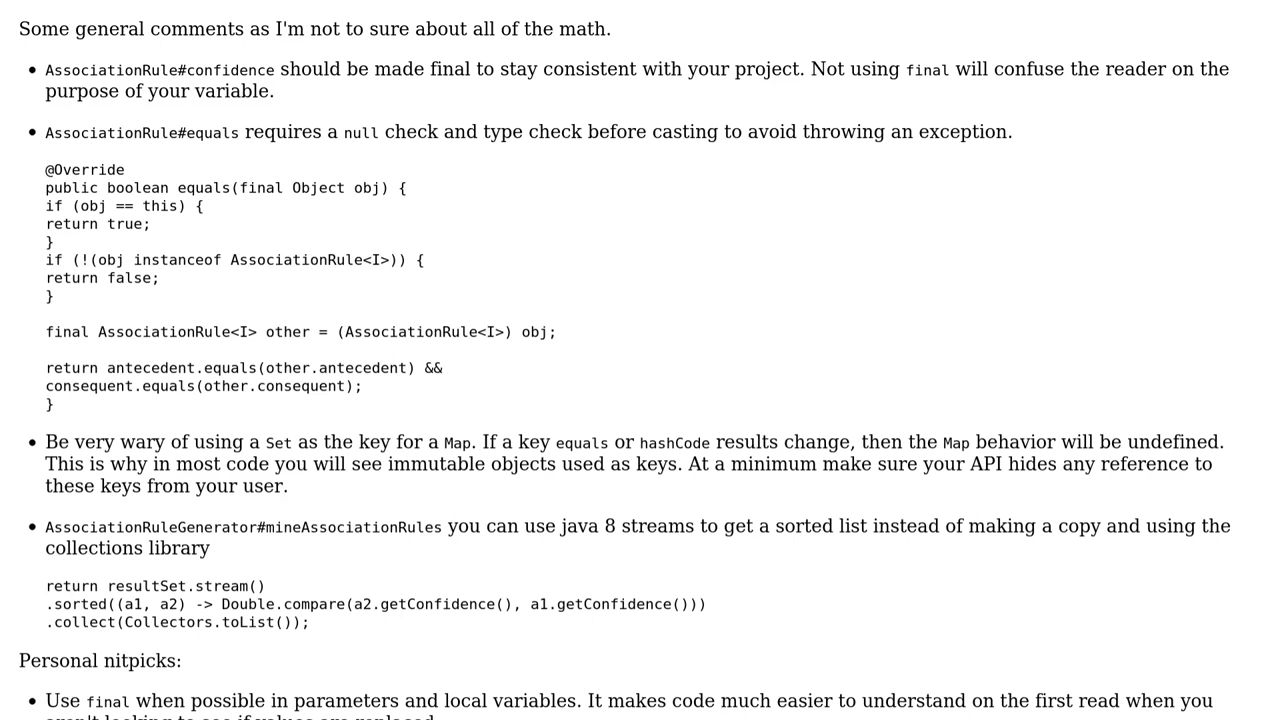 Some general comments as I'm not to sure about all of the math.
AssociationRule#confidence should be made final to stay consistent with your project. Not using final will confuse the reader on the
purpose of your variable.
AssociationRule#equals requires a null check and type check before casting to avoid throwing an exception.
@Override
public boolean equals(final Object obj) {
if (obj == this) {
return true;
}
if (!(obj instanceof AssociationRule<I>)) {
return false;
}
final AssociationRule<I> other = (AssociationRule<I>) obj;
return antecedent.equals(other.antecedent) &&
consequent.equals(other.consequent);
}
Be very wary of using a Set as the key for a Map. If a key equals or hashCode results change, then the Map behavior will be undefined.
This is why in most code you will see immutable objects used as keys. At a minimum make sure your API hides any reference to
these keys from your user.
AssociationRuleGenerator#mineAssociationRules you can use java 8 streams to get a sorted list instead of making a copy and using the
collections library
return resultSet.stream()
.sorted((a1, a2) -> Double.compare(a2.getConfidence(), a1.getConfidence()))
.collect(Collectors.toList());
Personal nitpicks:
Use final when possible in parameters and local variables. It makes code much easier to understand on the first read when you
aren't looking to see if values are replaced